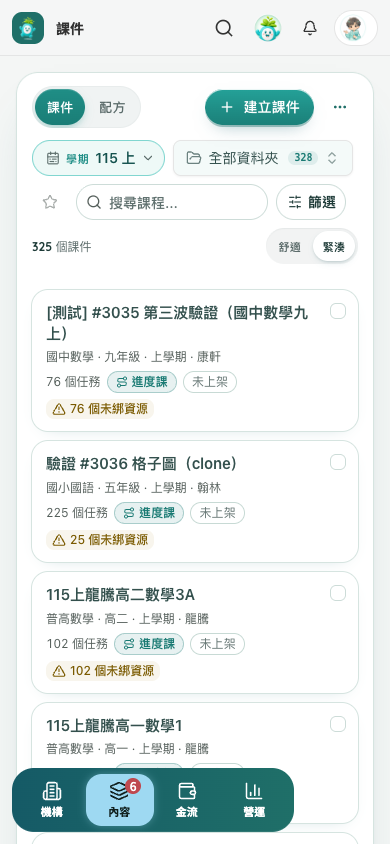 課件
課件 配方 建立課件
學期 115 上 全部資料夾 328
搜尋課程... 篩選
325 個課件 舒適 緊湊
[測試] #3035 第三波驗證（國中數學九
上）
國中數學 · 九年級 · 上學期 · 康軒
76 個任務 進度課 未上架
76 個未綁資源
驗證 #3036 格子圖（clone）
國小國語 · 五年級 · 上學期 · 翰林
225 個任務 進度課 未上架
25 個未綁資源
115上龍騰高二數學3A
普高數學 · 高二 · 上學期 · 龍騰
102 個任務 進度課 未上架
102 個未綁資源
115上龍騰高一數學1
普高數學 · 高一 · 上學期 · 龍騰
6
機構 內容 金流 營運